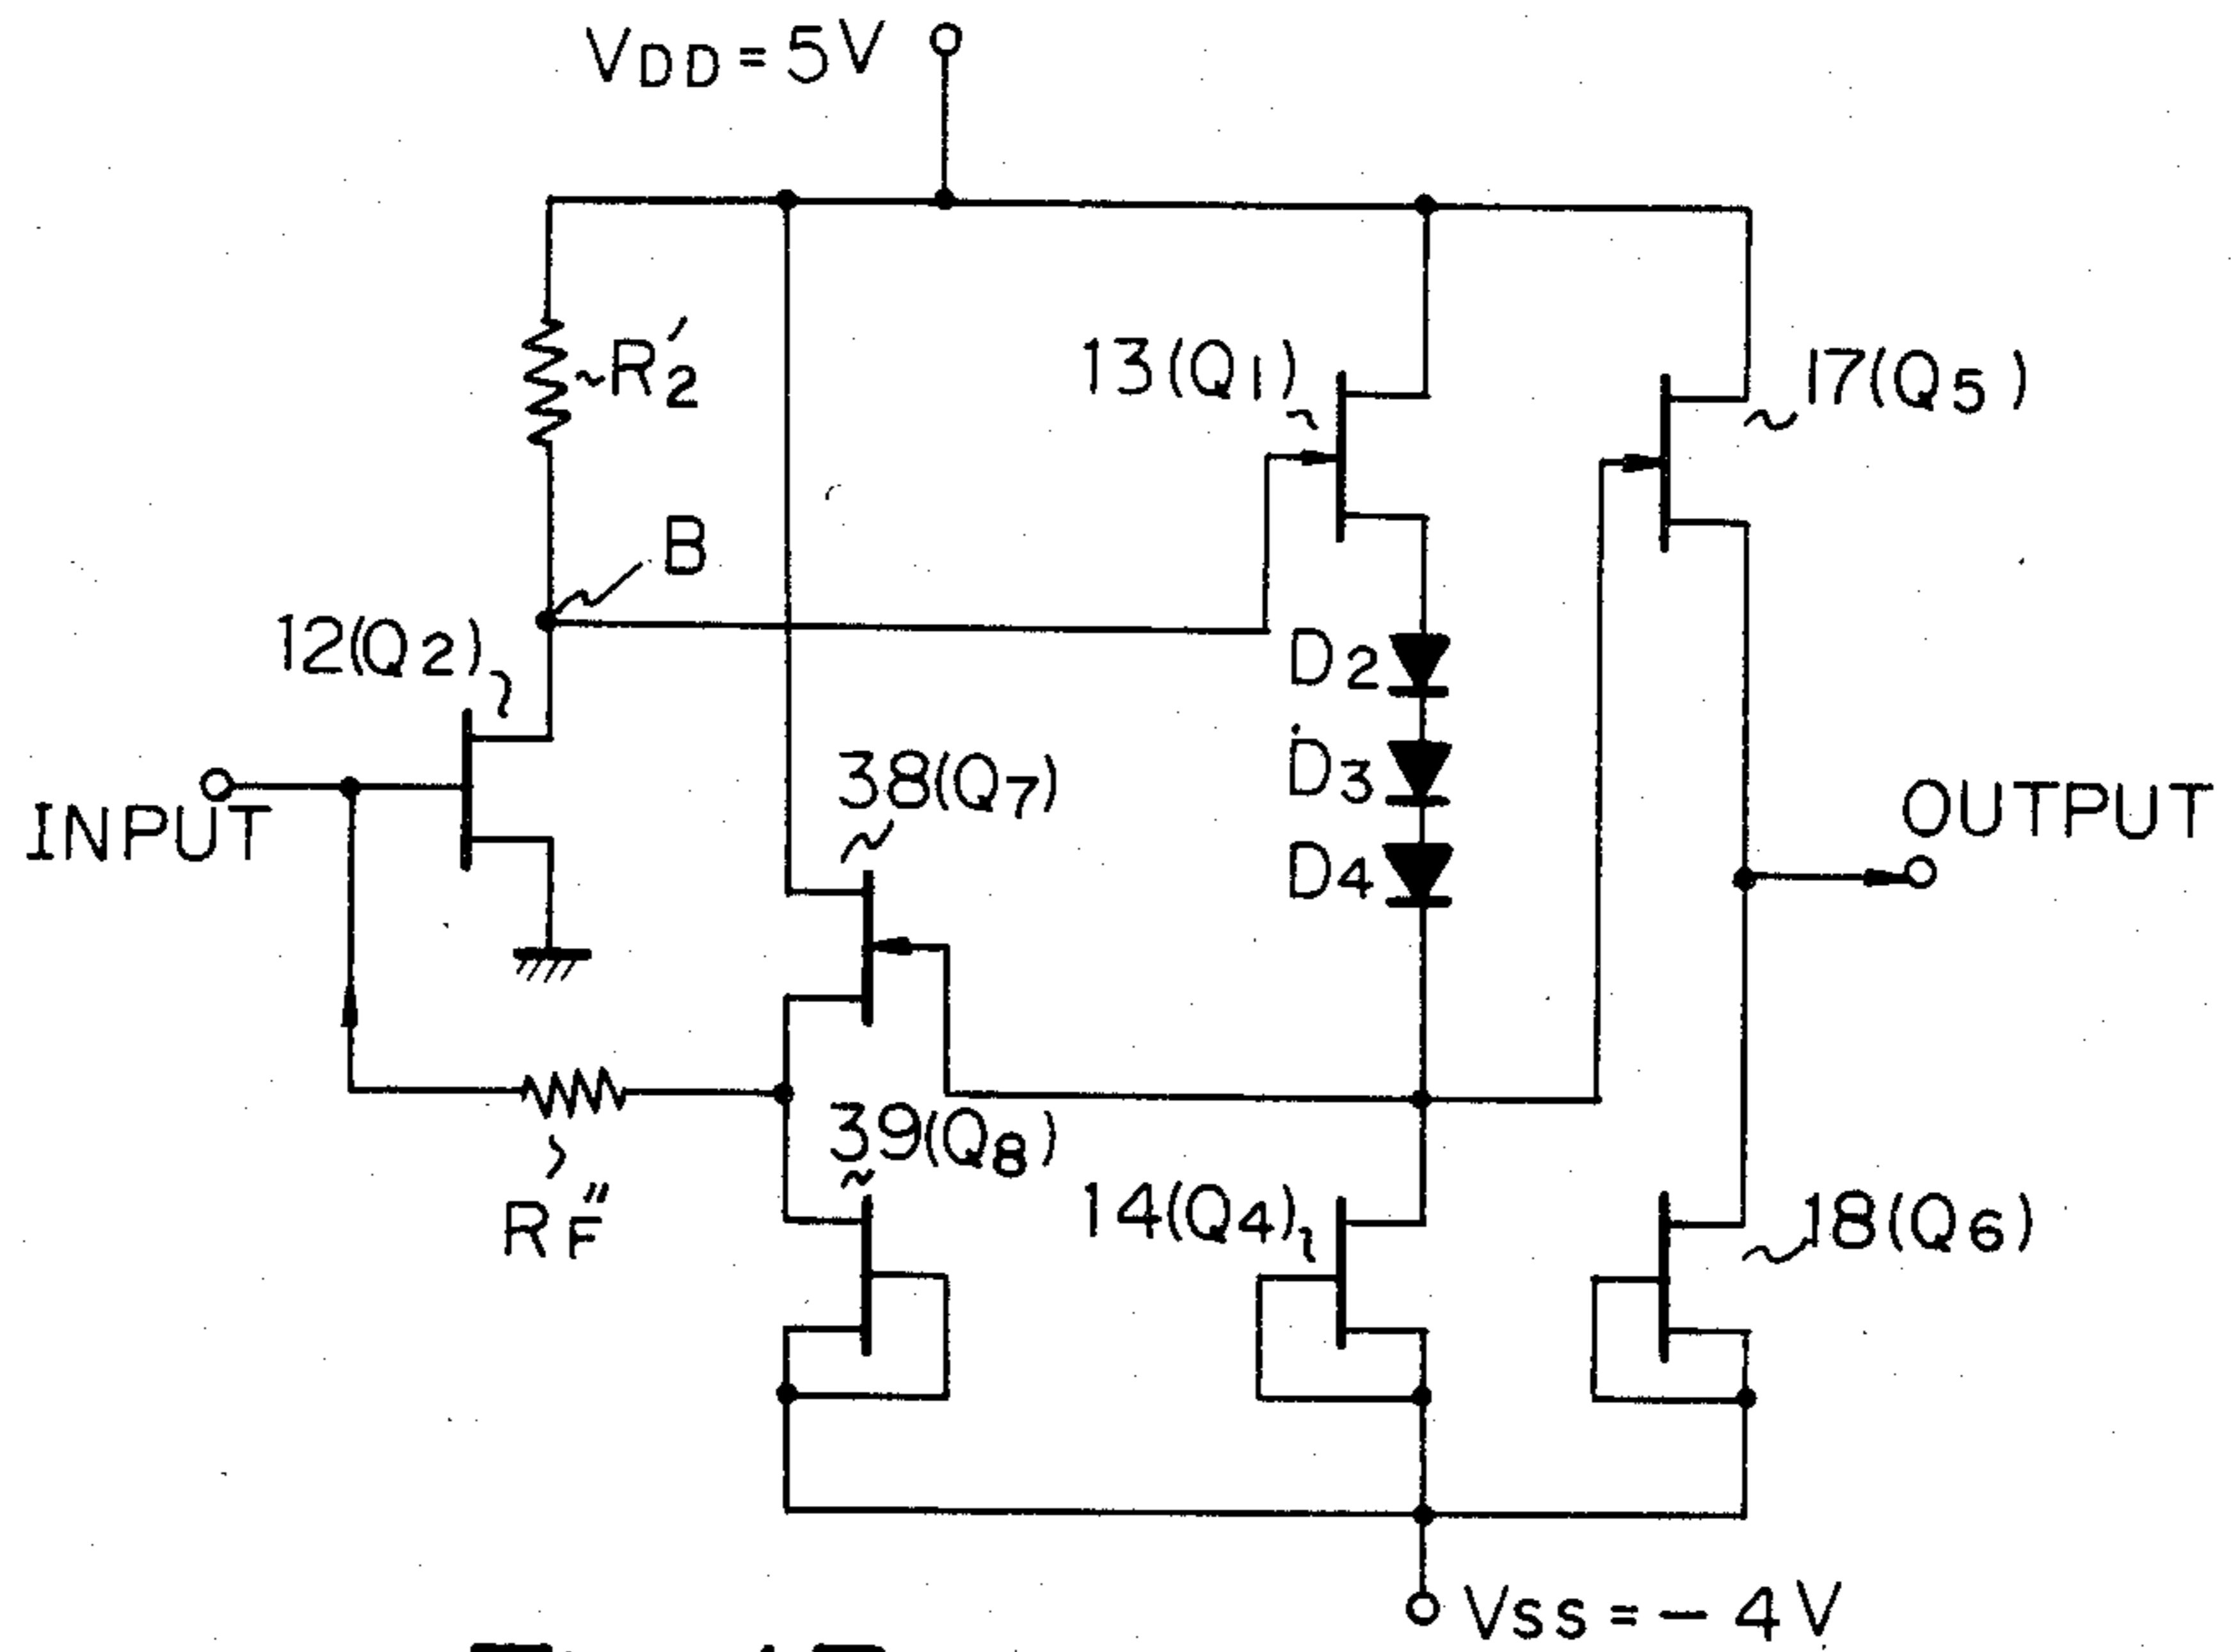 VDD=5V
R'2
13(Q1)
17(Q5)
B
12(Q2)
D2
38(Q7)
D3
INPUT
OUTPUT
D4
39(Q8)
RF"
14(Q4)
18(Q6)
VSS=-4V